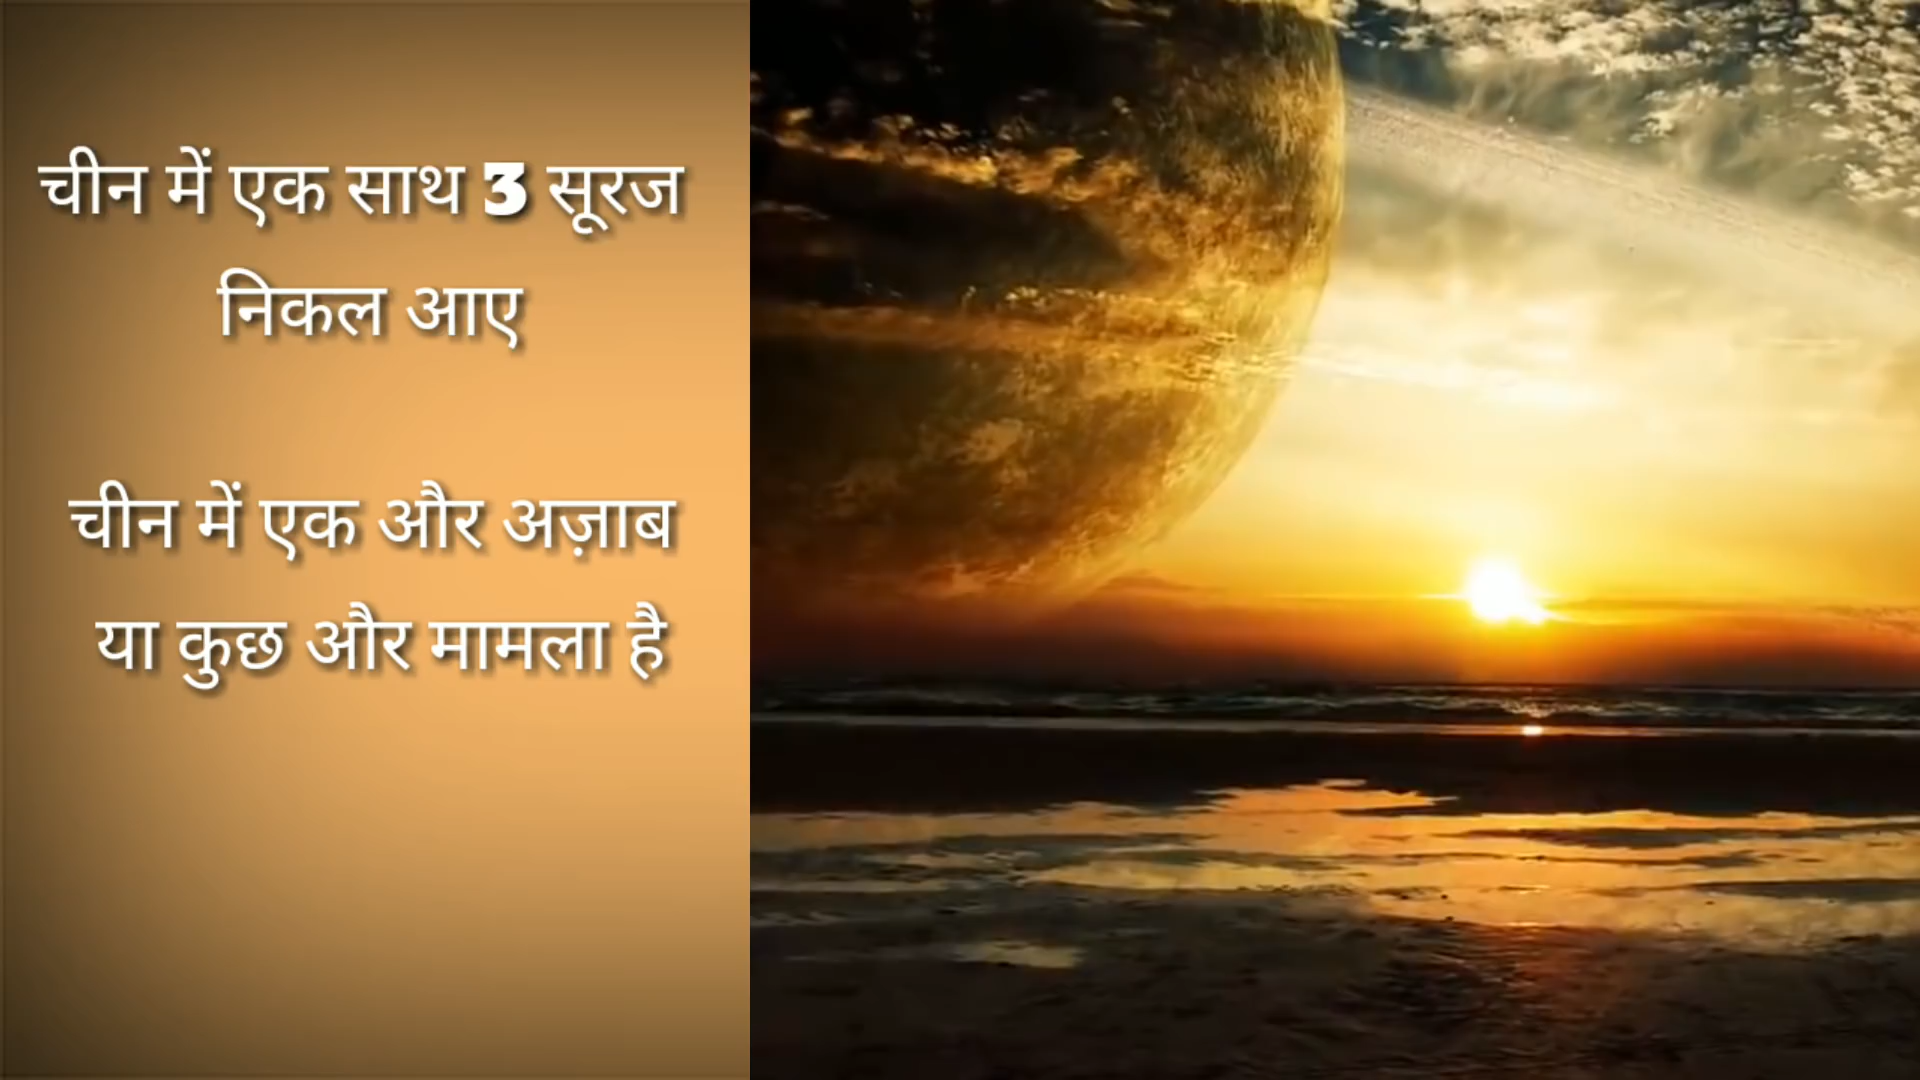 चीन में एक साथ 3 सूरज
निकल आए
चीन में एक और अज़ाब
या कुछ और मामला है